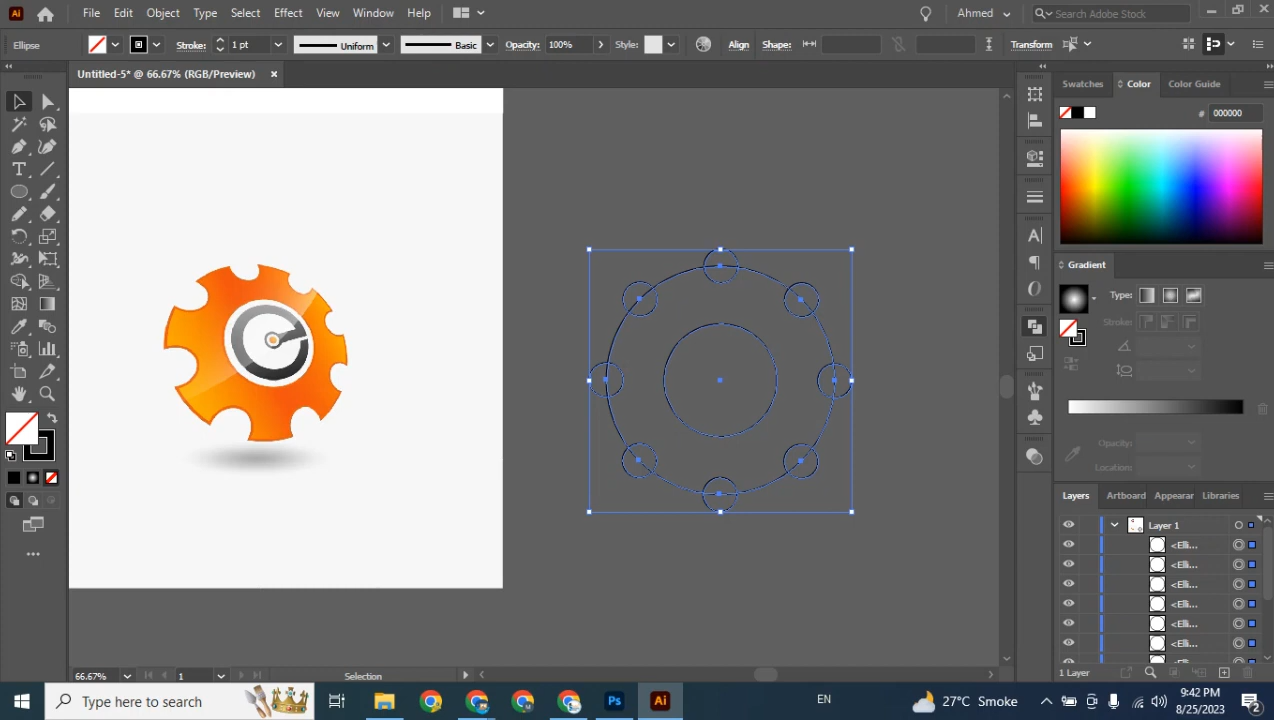 Ai File Edit Object Type Select Effect View Window Help Ahmed Search Adobe Stock
Ellipse Stroke: 1 pt Uniform Basic Opacity: 100% Style: Align Shape: Transform
Untitled-5* @ 66.67% (RGB/Preview)
Swatches Color Color Guide
# 000000
Gradient
Type:
Stroke:
Opacity:
Location:
Layers Artboard Appearar Libraries
Layer 1
<Elli...
<Elli...
<Elli...
<Elli...
<Elli...
<Elli...
1 Layer
66.67% 1 Selection
Type here to search Ps Ai EN 27°C Smoke 9:42 PM
8/25/2023 2